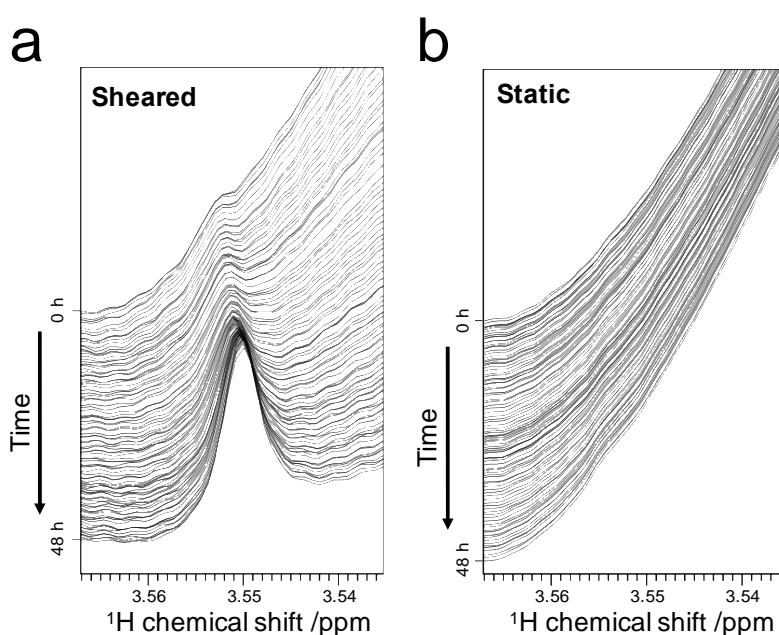 a
Sheared
0 h
Time
48 h
3.56
3.55
3.54
¹H chemical shift /ppm
b
Static
0 h
Time
48 h
3.56
3.55
3.54
¹H chemical shift /ppm